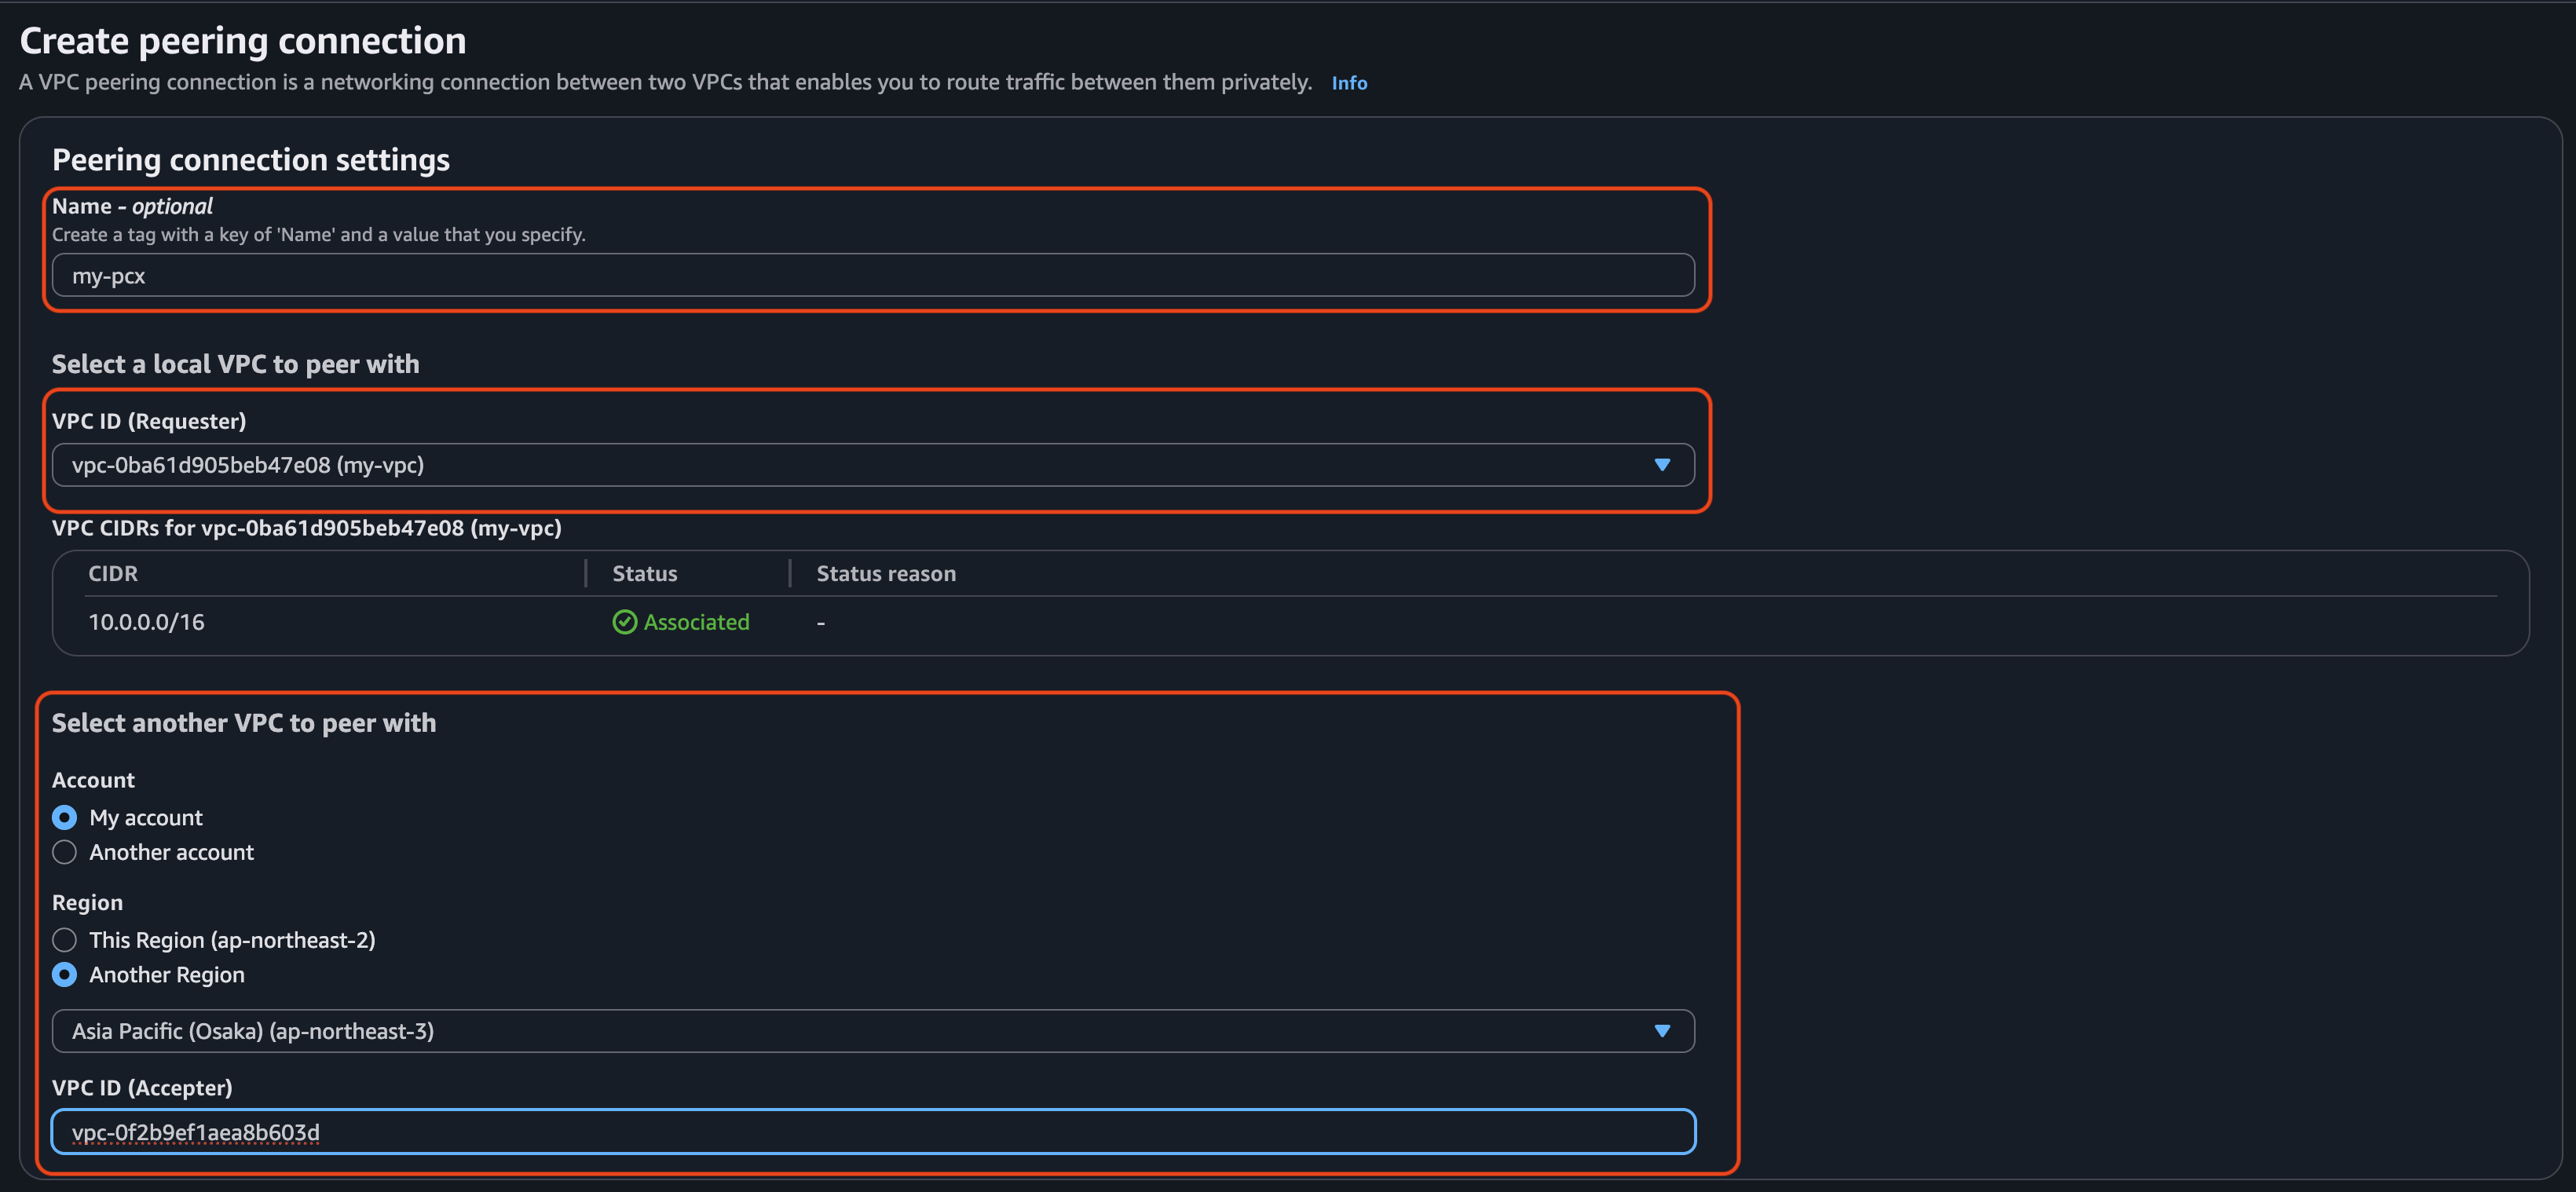 Create peering connection
A VPC peering connection is a networking connection between two VPCs that enables you to route traffic between them privately. Info
Peering connection settings
Name - optional
Create a tag with a key of 'Name' and a value that you specify.
my-pcx
Select a local VPC to peer with
VPC ID (Requester)
vpc-0ba61d905beb47e08 (my-vpc)
VPC CIDRs for vpc-0ba61d905beb47e08 (my-vpc)
CIDR Status Status reason
10.0.0.0/16 Associated -
Select another VPC to peer with
Account
My account
Another account
Region
This Region (ap-northeast-2)
Another Region
Asia Pacific (Osaka) (ap-northeast-3)
VPC ID (Accepter)
vpc-0f2b9ef1aea8b603d